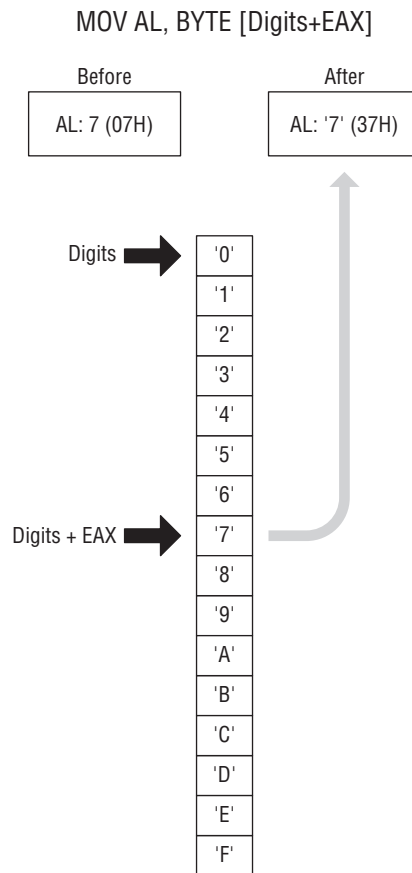 MOV AL, BYTE [Digits+EAX]
Before
After
AL: 7 (07H)
AL: '7' (37H)
Digits
'0'
'1'
'2'
'3'
'4'
'5'
'6'
Digits + EAX
'7'
'8'
'9'
'A'
'B'
'C'
'D'
'E'
'F'